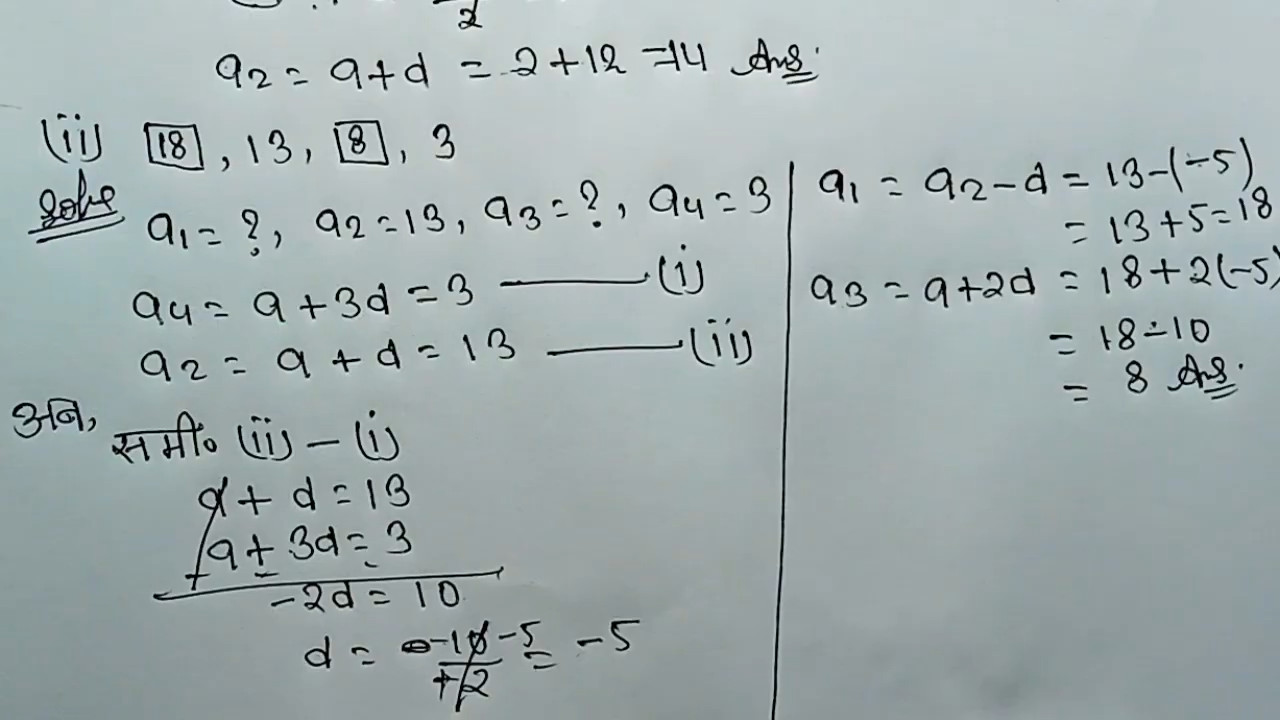 2
a2 = a+d = 2+12 =14 Ans.
(ii) 18, 13, 8, 3
a1 = ?, a2 = 13, a3 = ?, a4 = 3
a4 = a + 3d = 3 ——— (i)
a2 = a + d = 13 ——— (ii)
समी० (ii) – (i)
a + d = 13
a + 3d = 3
-2d = 10
d = -10 -5 = -5
+2
a1 = a2 - d = 13-(-5)
= 13+5=18
a3 = a+2d = 18+2(-5)
= 18-10
= 8 Ans.